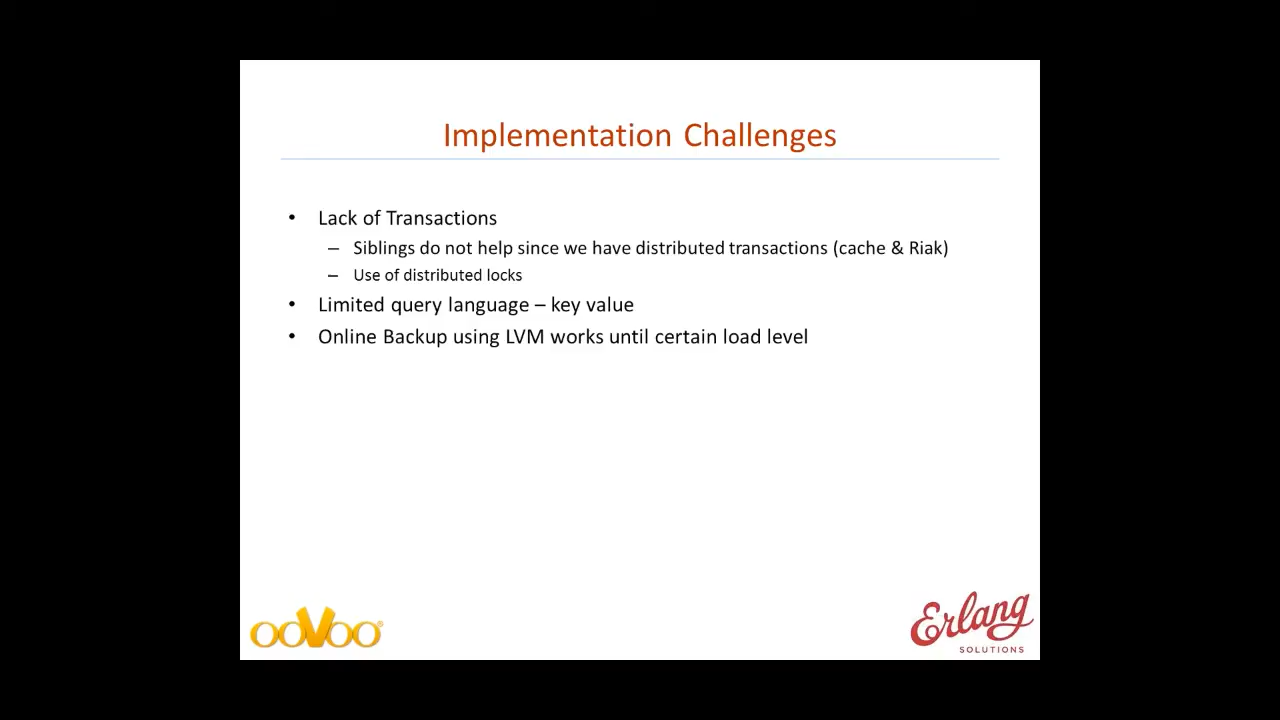 Implementation Challenges
• Lack of Transactions
– Siblings do not help since we have distributed transactions (cache & Riak)
– Use of distributed locks
• Limited query language – key value
• Online Backup using LVM works until certain load level
ooVoo®
Erlang
SOLUTIONS